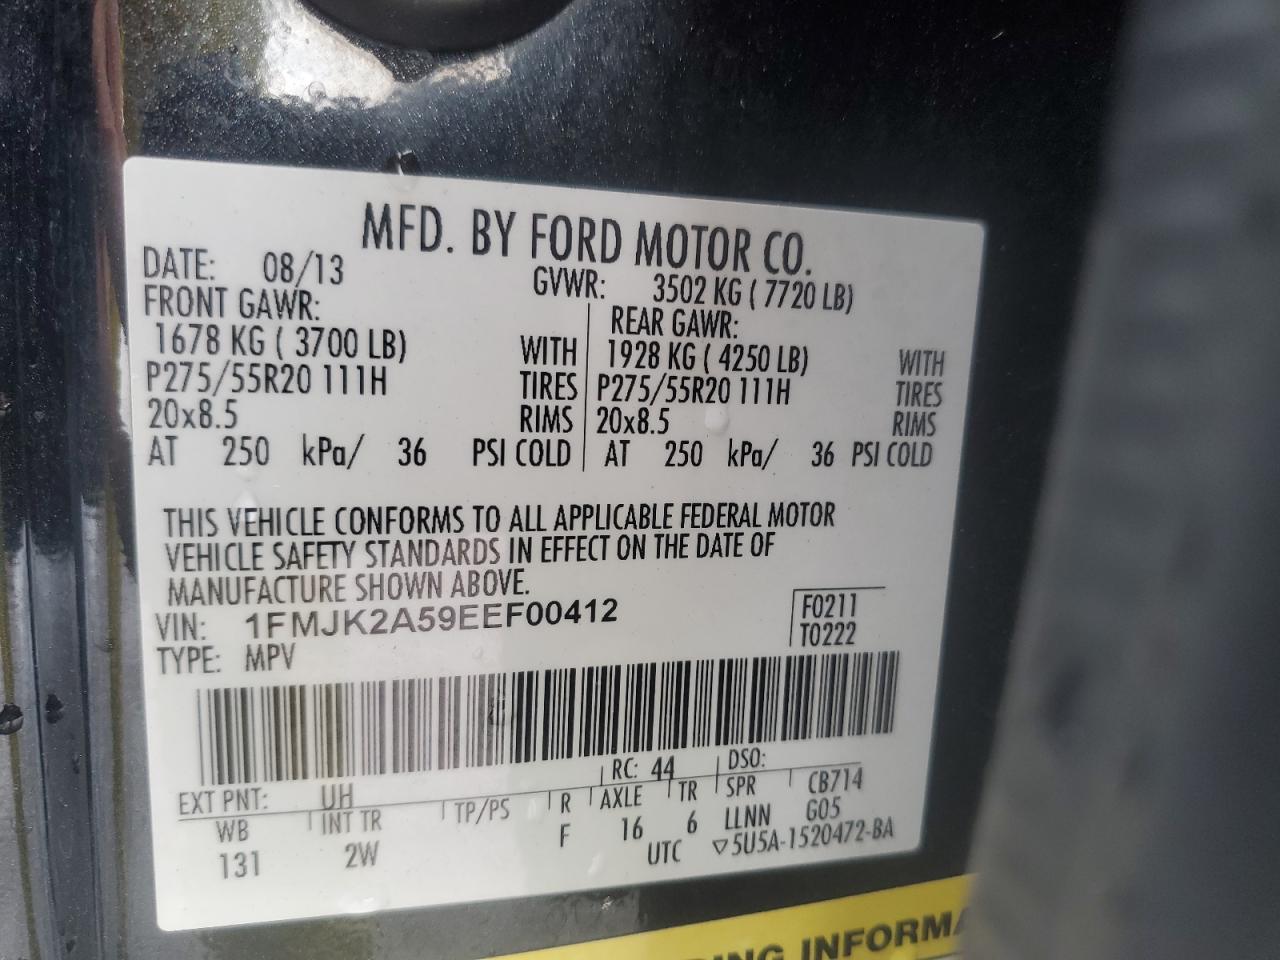 MFD. BY FORD MOTOR CO.
DATE: 08/13 GVWR: 3502 KG ( 7720 LB)
FRONT GAWR: REAR GAWR:
1678 KG ( 3700 LB) WITH 1928 KG ( 4250 LB) WITH
P275/55R20 111H TIRES P275/55R20 111H TIRES
20x8.5 RIMS 20x8.5 RIMS
AT 250 kPa/ 36 PSI COLD AT 250 kPa/ 36 PSI COLD
THIS VEHICLE CONFORMS TO ALL APPLICABLE FEDERAL MOTOR
VEHICLE SAFETY STANDARDS IN EFFECT ON THE DATE OF
MANUFACTURE SHOWN ABOVE.
VIN: 1FMJK2A59EEF00412 F0211
TYPE: MPV T0222
EXT PNT: UH RC: 44 DSO:
WB INT TR TP/PS R AXLE TR SPR CB714
131 2W F 16 6 LLNN G05
UTC ▽5U5A-1520472-BA
ING INFORMA